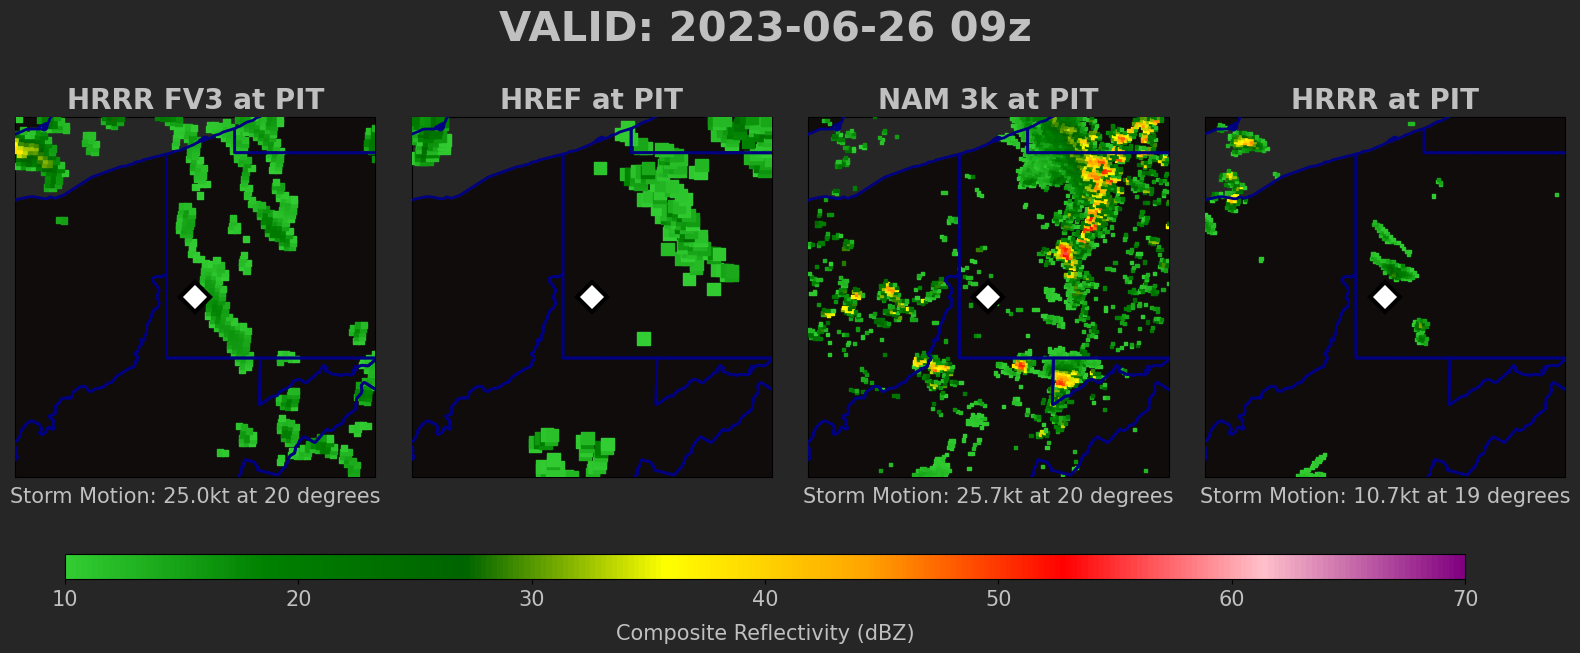 VALID: 2023-06-26 09z
HRRR FV3 at PIT
HREF at PIT
NAM 3k at PIT
HRRR at PIT
Storm Motion: 25.0kt at 20 degrees
Storm Motion: 25.7kt at 20 degrees
Storm Motion: 10.7kt at 19 degrees
10 20 30 40 50 60 70
Composite Reflectivity (dBZ)